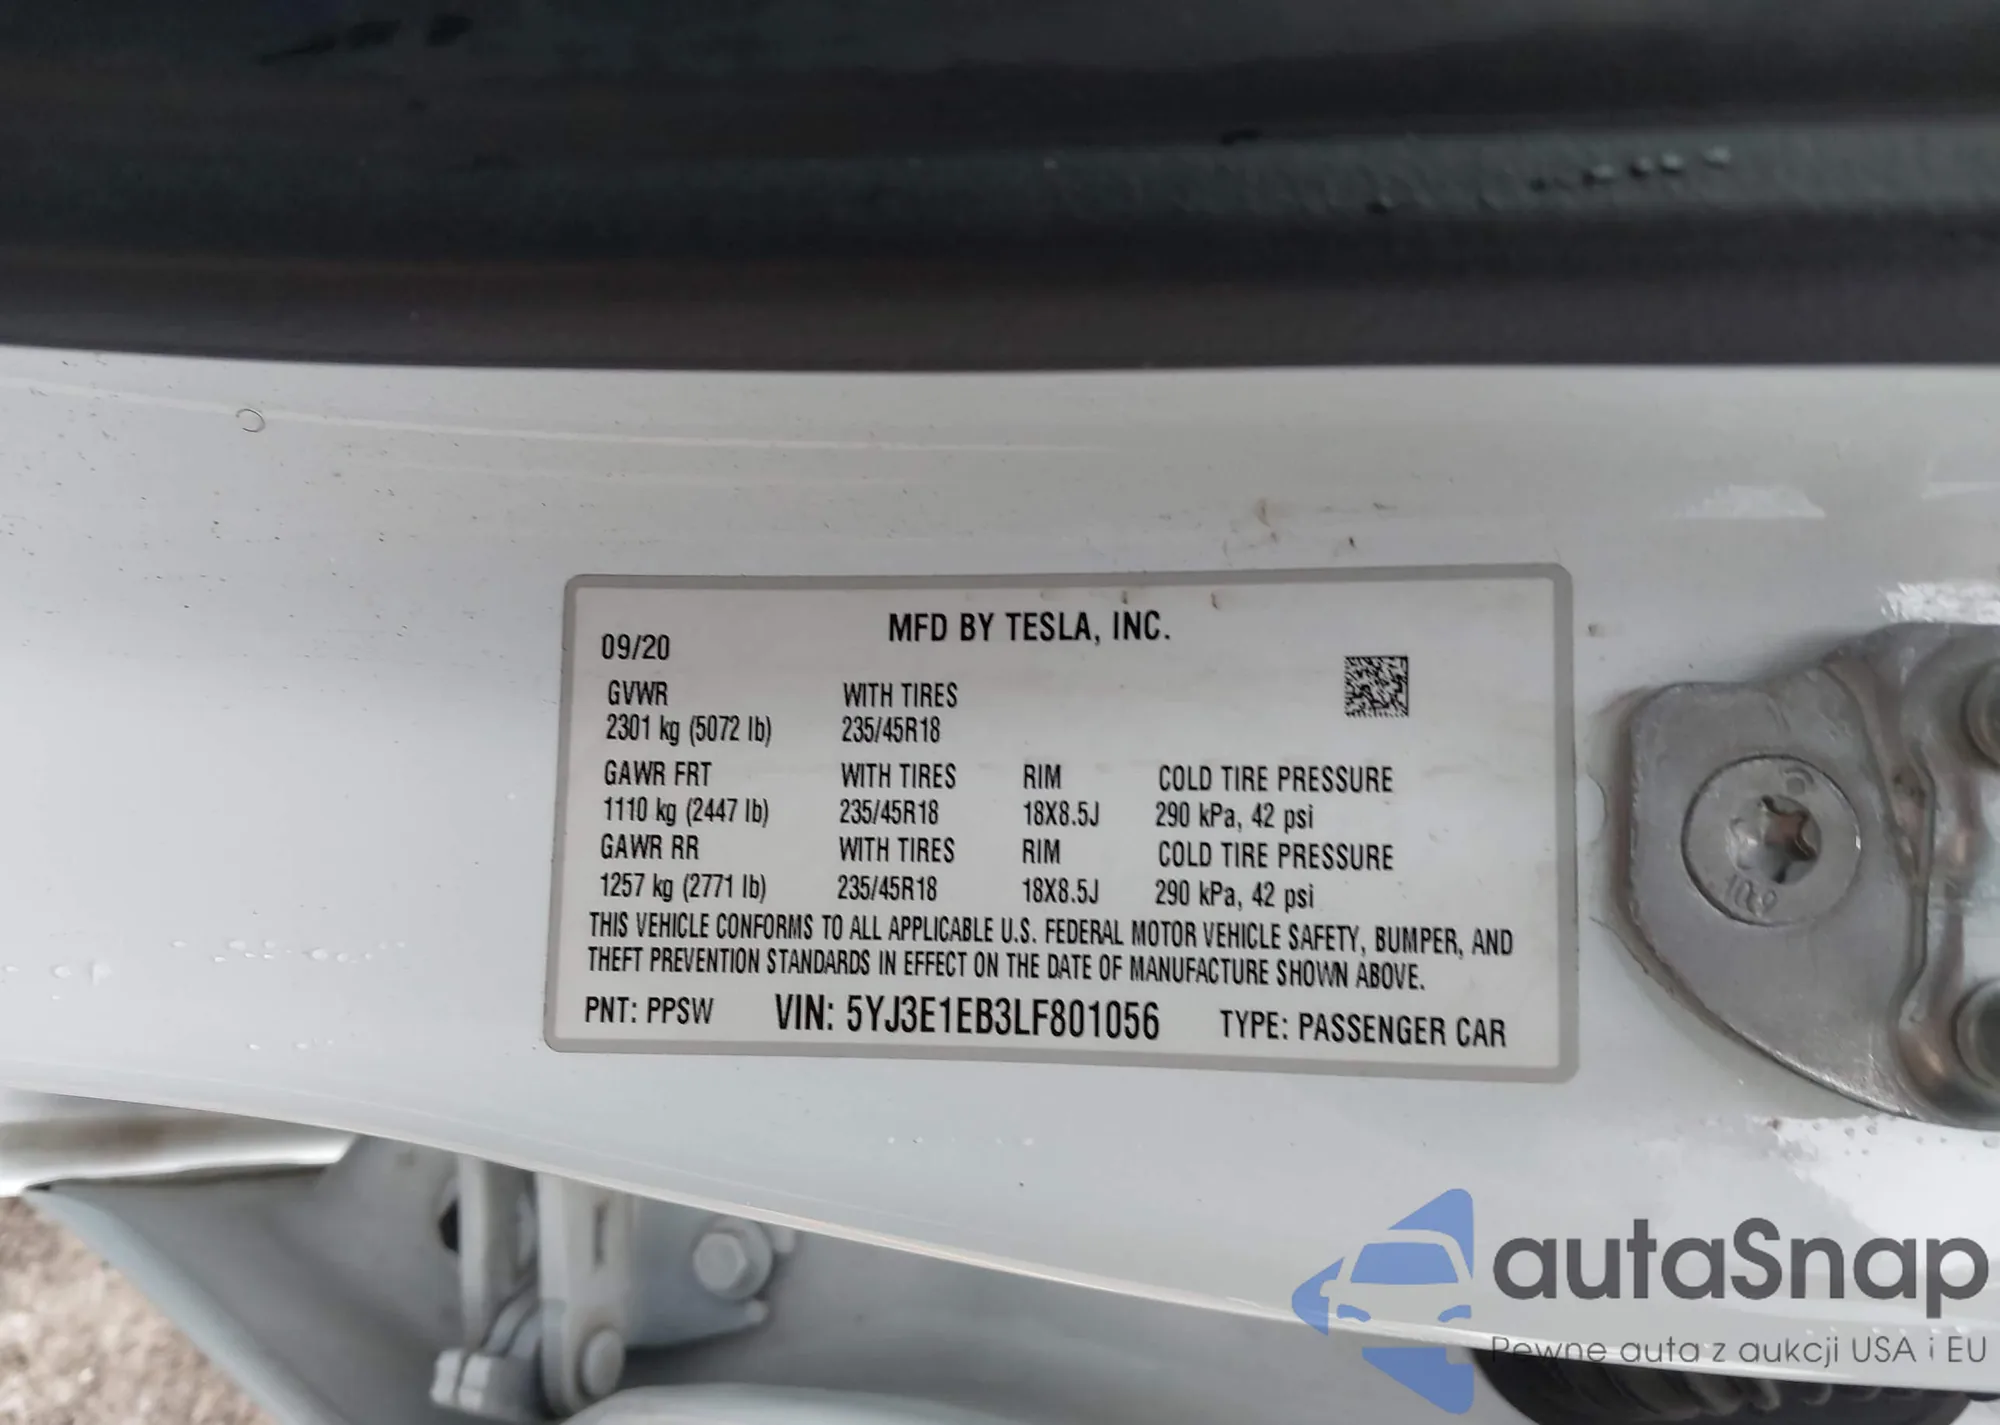 MFD BY TESLA, INC.
09/20
GVWR WITH TIRES
2301 kg (5072 lb) 235/45R18
GAWR FRT WITH TIRES RIM COLD TIRE PRESSURE
1110 kg (2447 lb) 235/45R18 18X8.5J 290 kPa, 42 psi
GAWR RR WITH TIRES RIM COLD TIRE PRESSURE
1257 kg (2771 lb) 235/45R18 18X8.5J 290 kPa, 42 psi
THIS VEHICLE CONFORMS TO ALL APPLICABLE U.S. FEDERAL MOTOR VEHICLE SAFETY, BUMPER, AND
THEFT PREVENTION STANDARDS IN EFFECT ON THE DATE OF MANUFACTURE SHOWN ABOVE.
PNT: PPSW VIN: 5YJ3E1EB3LF801056 TYPE: PASSENGER CAR
10.9
autaSnap
Pewne auta z aukcji USA i EU